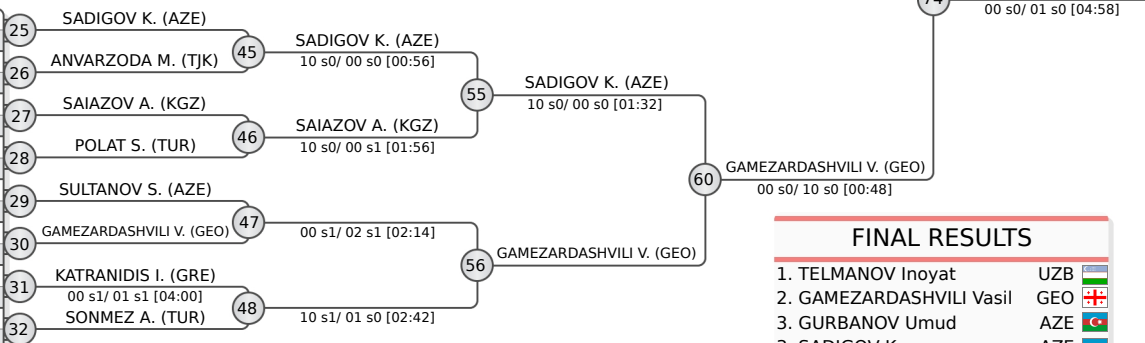 74
00 s0/ 01 s0 [04:58]
25
SADIGOV K. (AZE)
45
SADIGOV K. (AZE)
10 s0/ 00 s0 [00:56]
26
ANVARZODA M. (TJK)
55
SADIGOV K. (AZE)
10 s0/ 00 s0 [01:32]
27
SAIAZOV A. (KGZ)
46
SAIAZOV A. (KGZ)
10 s0/ 00 s1 [01:56]
28
POLAT S. (TUR)
60
GAMEZARDASHVILI V. (GEO)
00 s0/ 10 s0 [00:48]
29
SULTANOV S. (AZE)
47
00 s1/ 02 s1 [02:14]
30
GAMEZARDASHVILI V. (GEO)
56
GAMEZARDASHVILI V. (GEO)
31
KATRANIDIS I. (GRE)
00 s1/ 01 s1 [04:00]
48
10 s1/ 01 s0 [02:42]
32
SONMEZ A. (TUR)
FINAL RESULTS
1. TELMANOV Inoyat UZB
2. GAMEZARDASHVILI Vasil GEO
3. GURBANOV Umud AZE